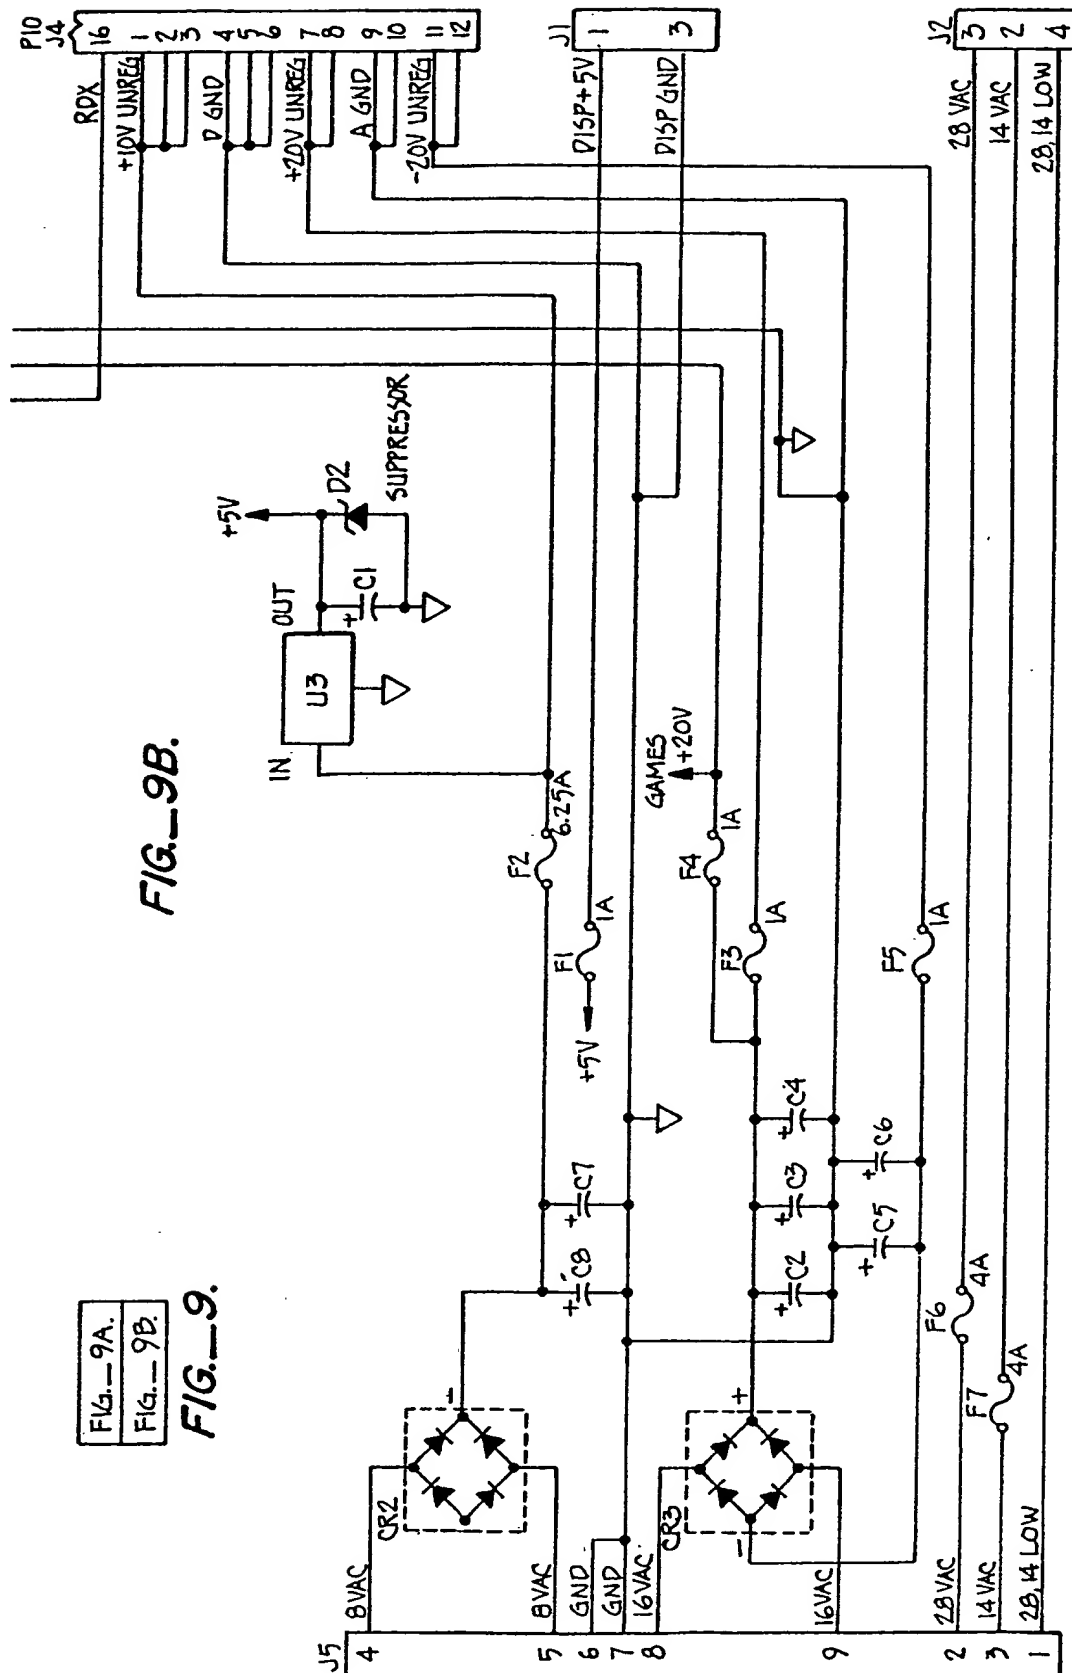 P10
J4
16
1
2
3
4
5
6
7
8
9
10
11
12
RDX
+10V UNREG
D GND
+20V UNREG
A GND
-20V UNREG
J1
1
3
DISP+5V
DISP GND
J2
3
2
4
28 VAC
14 VAC
28,14 LOW
+5V
D2
SUPPRESSOR
OUT
+
C1
U3
IN
FIG._9B.
F2
6.25A
F1
1A
+5V
GAMES
+20V
F4
1A
F3
1A
F5
1A
+
C8
+
C7
+
C2
+
C3
+
C4
+
C5
+
C6
F6
4A
F7
4A
FIG._9A.
FIG._9B.
FIG._9.
CR2
-
CR3
+
-
J5
4
5
6
7
8
9
2
3
1
8VAC
8VAC
GND
GND
16VAC
16VAC
28VAC
14VAC
28,14 LOW